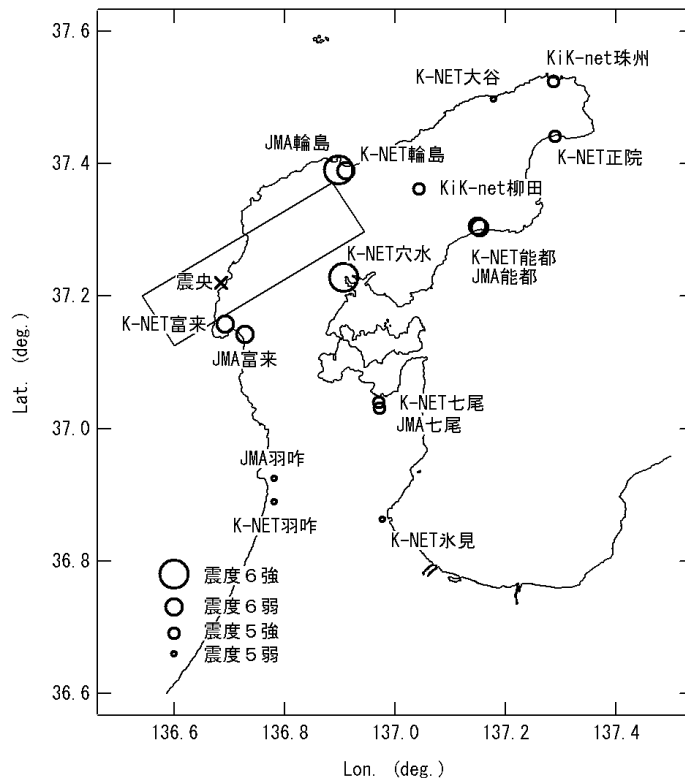 37.6
37.4
37.2
37.0
36.8
36.6
Lat. (deg.)
KiK-net珠州
K-NET大谷
JMA輪島
K-NET輪島
K-NET正院
KiK-net柳田
K-NET穴水
K-NET能都
JMA能都
震央
K-NET富来
JMA富来
K-NET七尾
JMA七尾
JMA羽咋
K-NET羽咋
K-NET氷見
震度6強
震度6弱
震度5強
震度5弱
136.6
136.8
137.0
137.2
137.4
Lon. (deg.)